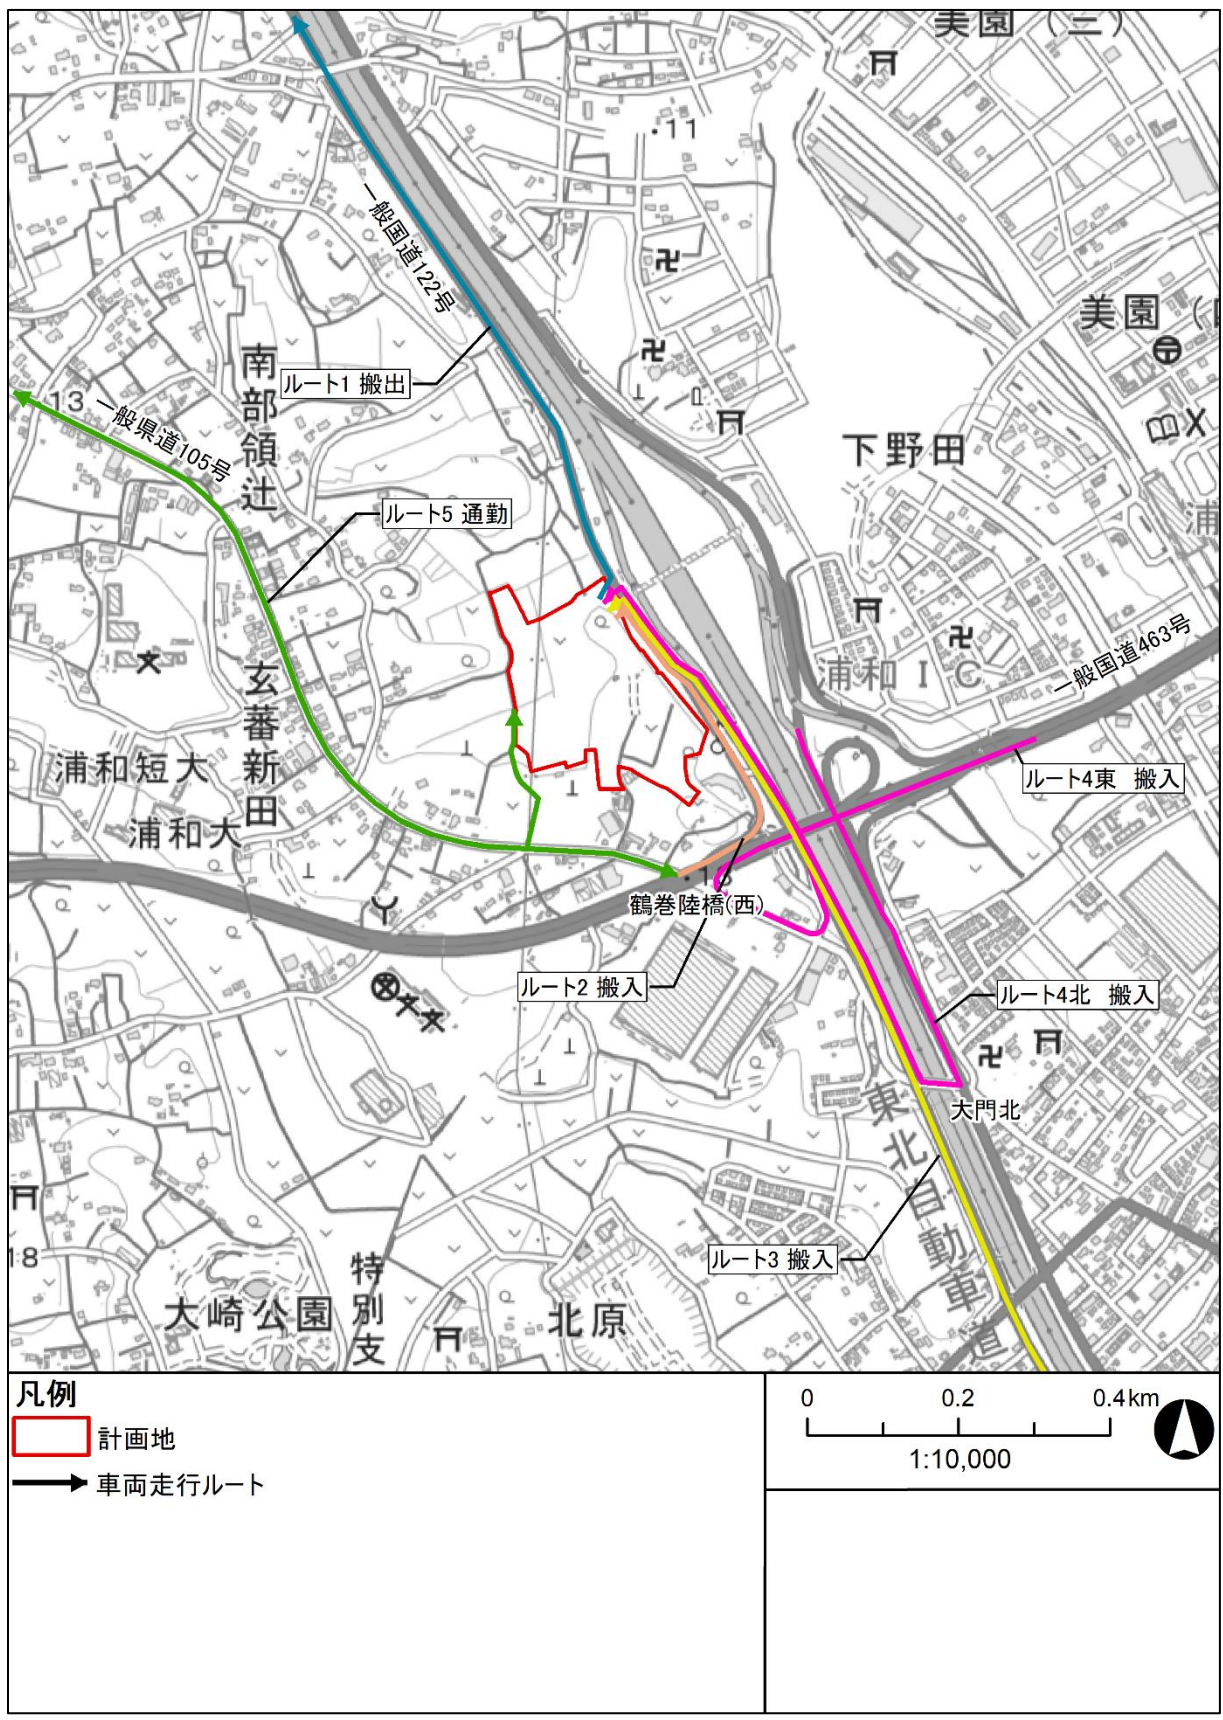 美園(三)
・11
一般国道122号
美園(
南部領辻
ルート1 搬出
13
一般県道105号
下野田
ルート5 通勤
浦
一般国道463号
浦和IC
玄蕃新田
浦和短大
浦和大
ルート4東 搬入
鶴巻陸橋(西)
ルート2 搬入
ルート4北 搬入
大門北
東北自動車道
ルート3 搬入
18
特別支
大崎公園
北原
凡例
計画地
車両走行ルート
0 0.2 0.4km
1:10,000